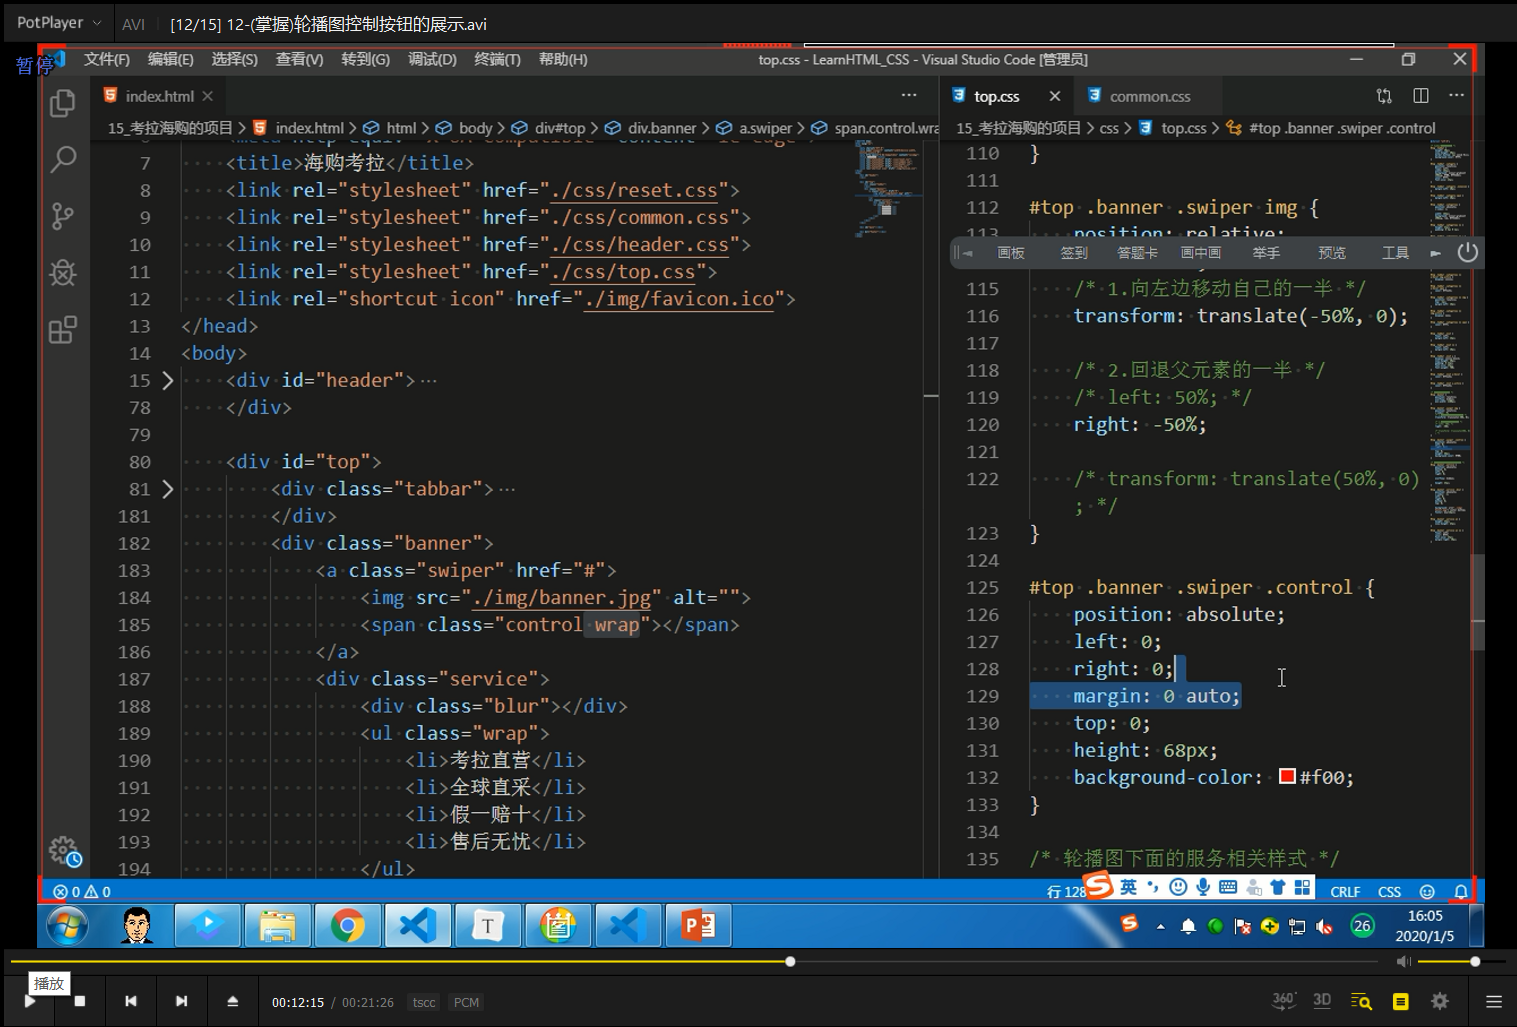 PotPlayer AVI [12/15] 12-(掌握)轮播图控制按钮的展示.avi
暂停
文件(F) 编辑(E) 选择(S) 查看(V) 转到(G) 调试(D) 终端(T) 帮助(H) top.css - LearnHTML_CSS - Visual Studio Code [管理员]
index.html
15_考拉海购的项目 > index.html > html > body > div#top > div.banner > a.swiper > span.control.wra
7 <title>海购考拉</title>
8 <link rel="stylesheet" href="./css/reset.css">
9 <link rel="stylesheet" href="./css/common.css">
10 <link rel="stylesheet" href="./css/header.css">
11 <link rel="stylesheet" href="./css/top.css">
12 <link rel="shortcut icon" href="./img/favicon.ico">
13 </head>
14 <body>
15 <div id="header">···
78 </div>
79
80 <div id="top">
81 <div class="tabbar">···
181 </div>
182 <div class="banner">
183 <a class="swiper" href="#">
184 <img src="./img/banner.jpg" alt="">
185 <span class="control wrap"></span>
186 </a>
187 <div class="service">
188 <div class="blur"></div>
189 <ul class="wrap">
190 <li>考拉直营</li>
191 <li>全球直采</li>
192 <li>假一赔十</li>
193 <li>售后无忧</li>
194 </ul>
top.css common.css
15_考拉海购的项目 > css > top.css > #top .banner .swiper .control
110 }
111
112 #top .banner .swiper img {
113 position: relative;
画板 签到 答题卡 画中画 举手 预览 工具
115 /* 1.向左边移动自己的一半 */
116 transform: translate(-50%, 0);
117
118 /* 2.回退父元素的一半 */
119 /* left: 50%; */
120 right: -50%;
121
122 /* transform: translate(50%, 0)
; */
123 }
124
125 #top .banner .swiper .control {
126 position: absolute;
127 left: 0;
128 right: 0;
129 margin: 0 auto;
130 top: 0;
131 height: 68px;
132 background-color: #f00;
133 }
134
135 /* 轮播图下面的服务相关样式 */
0 0 行 128 英 CRLF CSS
T 26 16:05
2020/1/5
播放
00:12:15 / 00:21:26 tscc PCM 360° 3D